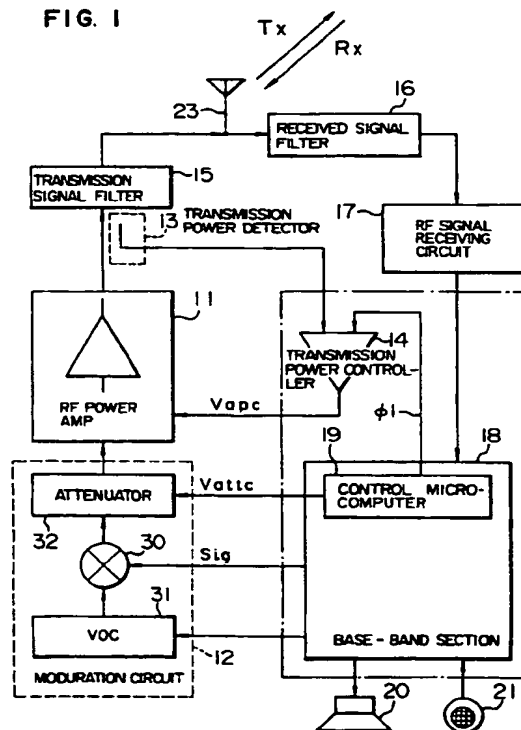 FIG. 1
Tx
Rx
23
16
RECEIVED SIGNAL
FILTER
15
TRANSMISSION
SIGNAL FILTER
13
TRANSMISSION
POWER DETECTOR
17
RF SIGNAL
RECEIVING
CIRCUIT
11
14
TRANSMISSION
POWER CONTROL-
LER
RF POWER
AMP
Vapc
φ1
18
19
CONTROL MICRO-
COMPUTER
ATTENUATOR
Vattc
32
30
Sig
31
VOC
BASE-BAND SECTION
MODURATION CIRCUIT
12
20
21